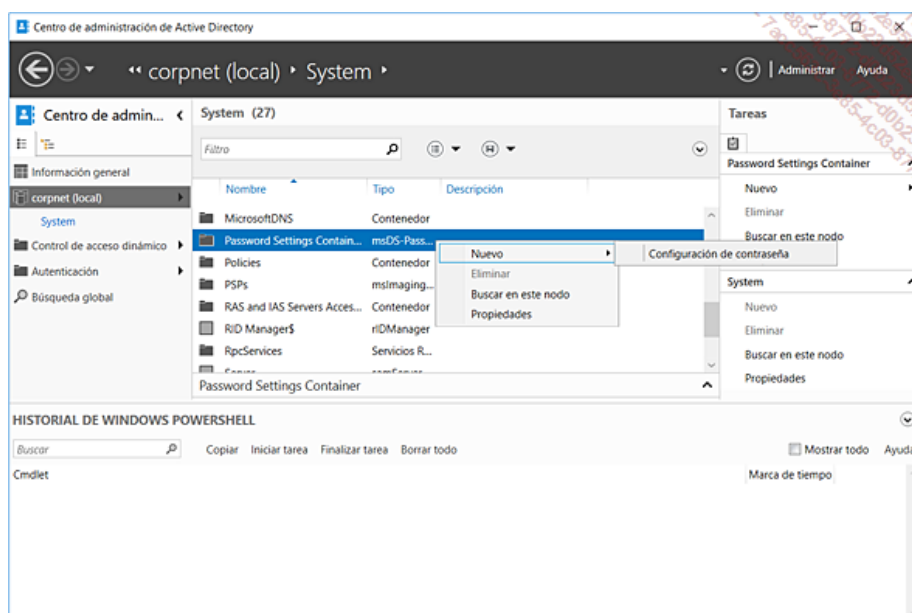 Centro de administración de Active Directory
corpnet (local) System
Administrar Ayuda
Centro de admin...
Información general
corpnet (local)
System
Control de acceso dinámico
Autenticación
Búsqueda global
System (27)
Filtro
Nombre Tipo Descripción
MicrosoftDNS Contenedor
Password Settings Contain... msDS-Pass...
Policies Contenedor
PSPs msImaging...
RAS and IAS Servers Acces... Contenedor
RID Manager$ rIDManager
RpcServices Servicios R...
Nuevo
Eliminar
Buscar en este nodo
Propiedades
Configuración de contraseña
Password Settings Container
Tareas
Password Settings Container
Nuevo
Eliminar
Buscar en este nodo
System
Nuevo
Eliminar
Buscar en este nodo
Propiedades
HISTORIAL DE WINDOWS POWERSHELL
Buscar Copiar Iniciar tarea Finalizar tarea Borrar todo Mostrar todo Ayuda
Cmdlet Marca de tiempo